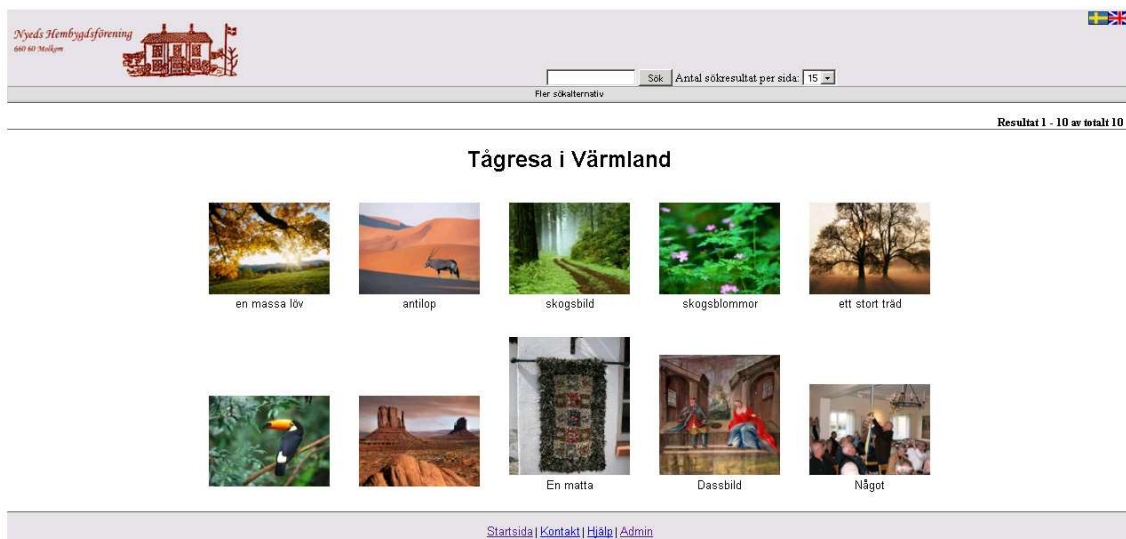 Nyeds Hembygdsförening
660 60 Molkom
Sök Antal sökresultat per sida: 15
Fler sökalternativ
Resultat 1 - 10 av totalt 10
Tågresa i Värmland
en massa löv antilop skogsbild skogsblommor ett stort träd
En matta Dassbild Något
Startsida | Kontakt | Hjälp | Admin